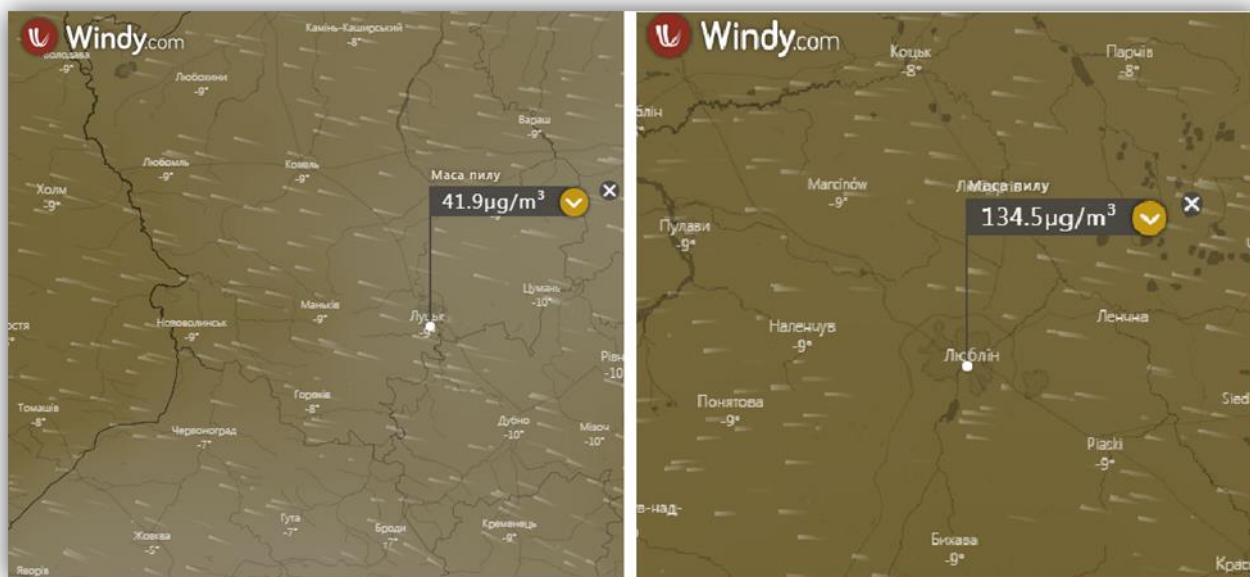 Windy.com
Камінь-Каширський
-8°
-9°
Любохини
-9°
Вараш
-9°
Любомль
-9°
Ковель
-9°
Холм
-9°
Маса пилу
41.9µg/m³
Цумань
-10°
Маньків
-9°
Луцьк
-9°
Нововолинськ
-9°
-10°
Томашів
-8°
Горохів
-8°
Червоноград
-7°
Дубно
-10°
Мізоч
-10°
Гута
-7°
Броди
-7°
Кременець
-9°
Жовква
-6°
Яворів
Windy.com
Коцьк
-8°
Парчів
-8°
Marcinów
-9°
Маса пилу
134.5µg/m³
Пулави
-9°
Наленчув
-9°
Ленчна
Люблін
Понятова
-9°
Piaski
-9°
Бихава
-9°